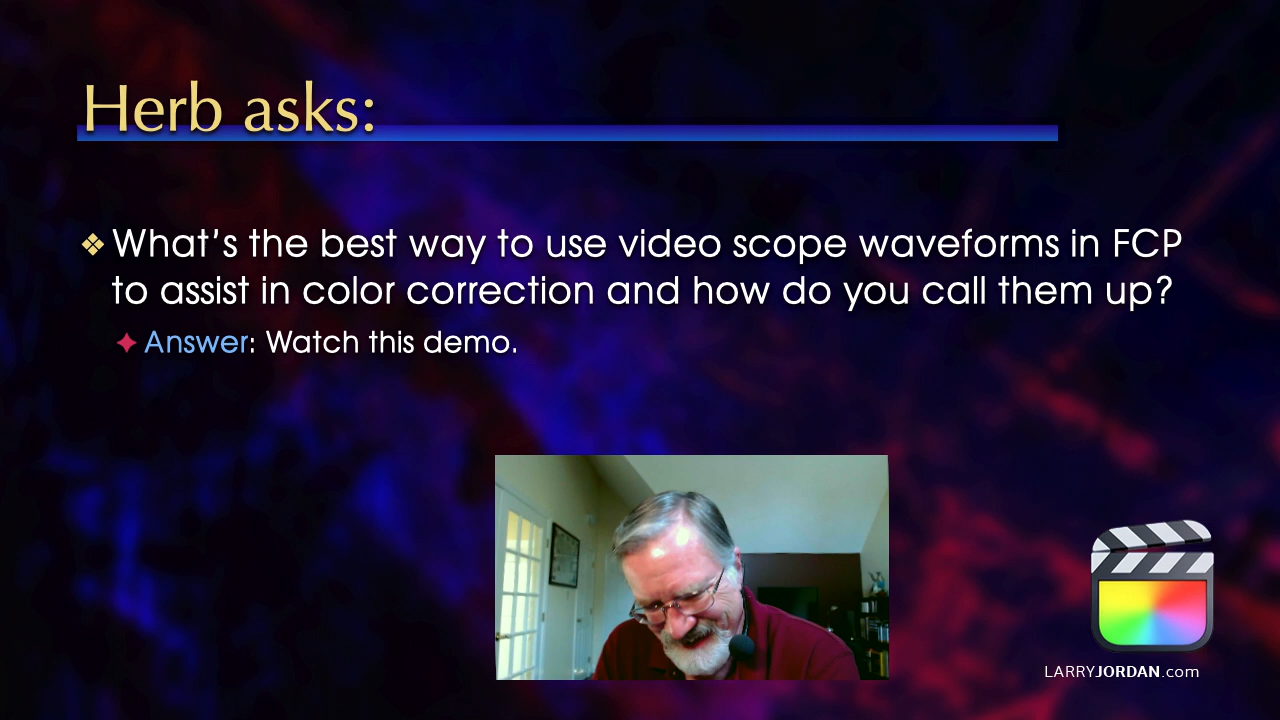 Herb asks:
What’s the best way to use video scope waveforms in FCP
to assist in color correction and how do you call them up?
Answer: Watch this demo.
LARRYJORDAN.com